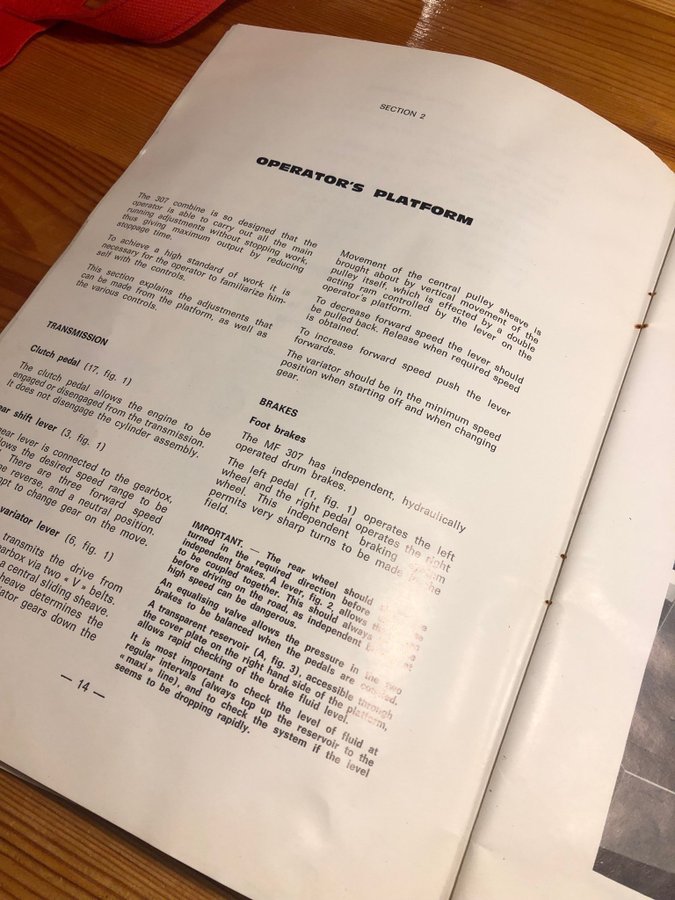 SECTION 2
OPERATOR'S PLATFORM
The 307 combine is so designed that the
operator is able to carry out all the main
running adjustments without stopping work,
thus giving maximum output by reducing
stoppage time.
To achieve a high standard of work it is
necessary for the operator to familiarize him-
self with the controls.
This section explains the adjustments that
can be made from the platform, as well as
the various controls.
TRANSMISSION
Clutch pedal (17, fig. 1)
The clutch pedal allows the engine to be
engaged or disengaged from the transmission.
It does not disengage the cylinder assembly.
ear shift lever (3, fig. 1)
ear lever is connected to the gearbox,
lows the desired speed range to be
. There are three forward speed
ne reverse, and a neutral position.
pt to change gear on the move.
variator lever (6, fig. 1)
transmits the drive from
earbox via two « V » belts.
a central sliding sheave.
heave determines the
ator gears down the
— 14 —
Movement of the central pulley sheave is
brought about by vertical movement of the
pulley itself, which is effected by a double
acting ram controlled by the lever on the
operator's platform.
To decrease forward speed the lever should
be pulled back. Release when required speed
is obtained.
To increase forward speed push the lever
forwards.
The variator should be in the minimum speed
position when starting off and when changing
gear.
BRAKES
Foot brakes
The MF 307 has independent, hydraulically
operated drum brakes.
The left pedal (1, fig. 1) operates the left
wheel and the right pedal operates the right
wheel. This independent braking system
permits very sharp turns to be made in the
field.
IMPORTANT. — The rear wheel should
turned in the required direction before
independent brakes. A lever, fig. 2, allows
to be coupled together. This should always
before driving on the road, as independent
high speed can be dangerous.
An equalising valve allows the pressure in the two
brakes to be balanced when the pedals are coupled.
A transparent reservoir (A, fig. 3), accessible through
the cover plate on the right hand side of the platform,
allows rapid checking of the brake fluid level.
It is most important to check the level of fluid at
regular intervals (always top up the reservoir to the
« maxi » line), and to check the system if the level
seems to be dropping rapidly.